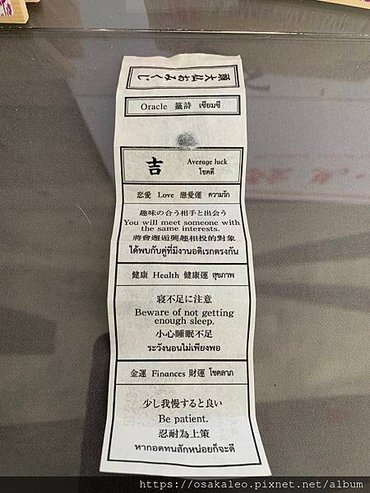 願大仏おみくじ
Oracle 籤詩 เซียมซี
吉
Average luck
โชคดี
恋愛 Love 戀愛運 ความรัก
趣味の合う相手と出会う
You will meet someone with
the same interests.
將會邂逅興趣相投的對象
ได้พบกับคู่ที่มีงานอดิเรกตรงกัน
健康 Health 健康運 สุขภาพ
寝不足に注意
Beware of not getting
enough sleep.
小心睡眠不足
ระวังนอนไม่เพียงพอ
金運 Finances 財運 โชคลาภ
少し我慢すると良い
Be patient.
忍耐為上策
หากอดทนสักหน่อยก็จะดี
https://osakaleo.pixnet.net/album